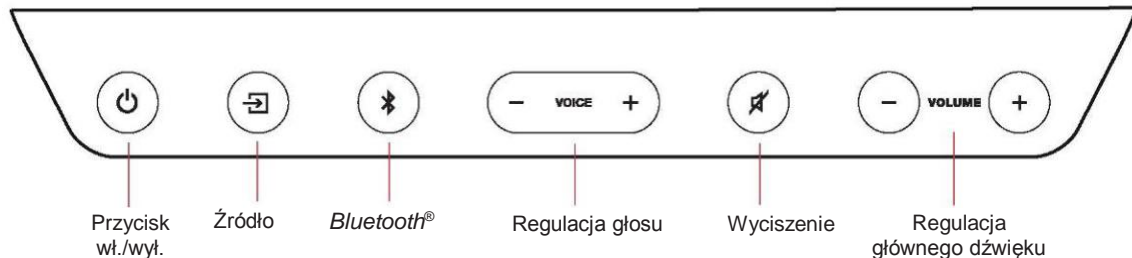 − VOICE +
− VOLUME +
Przycisk
wł./wył.
Źródło
Bluetooth®
Regulacja głosu
Wyciszenie
Regulacja
głównego dźwięku